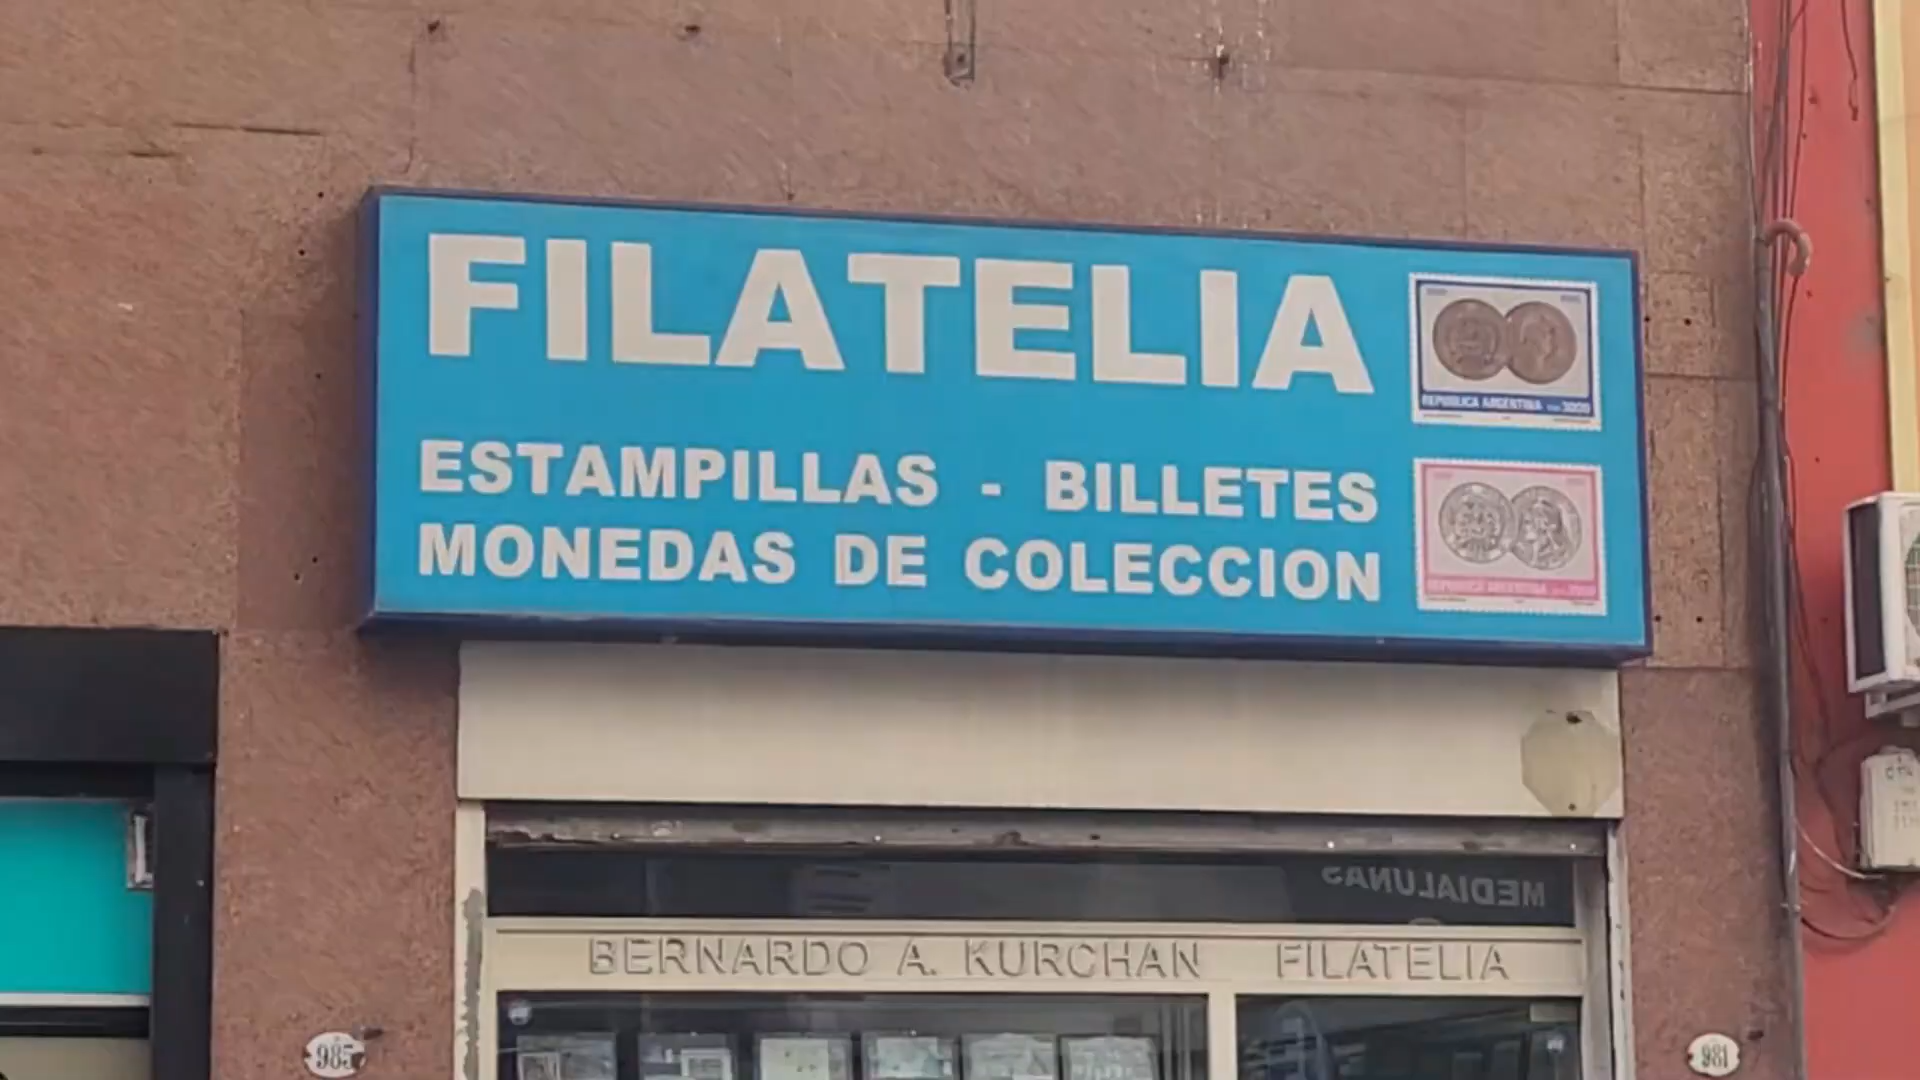 FILATELIA
ESTAMPILLAS - BILLETES
MONEDAS DE COLECCION
REPUBLICA ARGENTINA
REPUBLICA ARGENTINA
MEDIALUNAS
BERNARDO A. KURCHAN FILATELIA
985
981